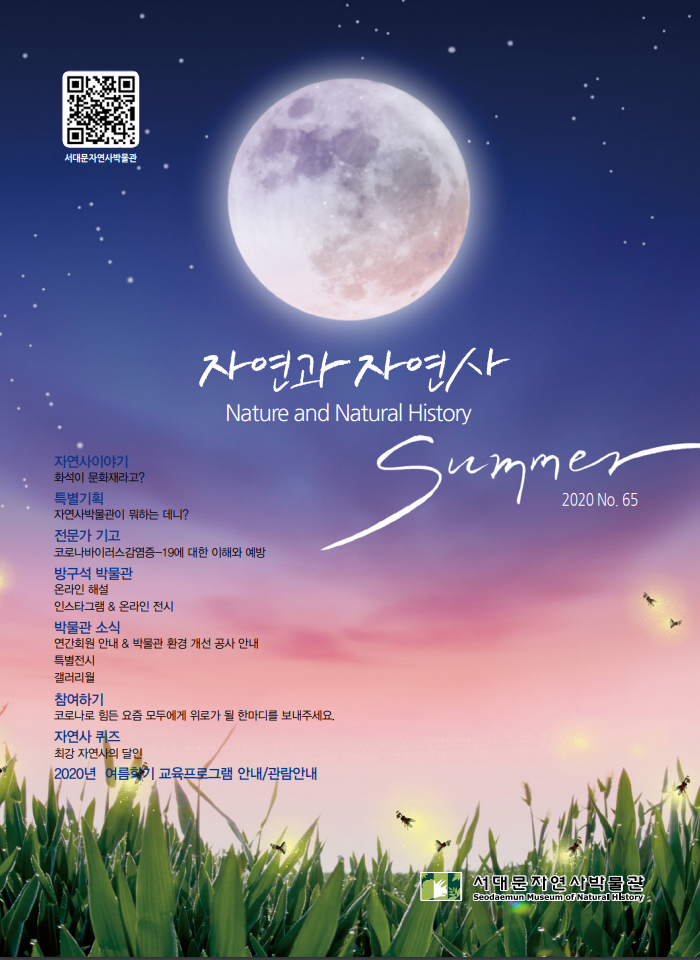 서대문자연사박물관
자연과 자연사
Nature and Natural History
Summer
2020 No. 65
자연사이야기
화석이 문화재라고?
특별기획
자연사박물관이 뭐하는 데니?
전문가 기고
코로나바이러스감염증-19에 대한 이해와 예방
방구석 박물관
온라인 해설
인스타그램 & 온라인 전시
박물관 소식
연간회원 안내 & 박물관 환경 개선 공사 안내
특별전시
갤러리월
참여하기
코로나로 힘든 요즘 모두에게 위로가 될 한마디를 보내주세요.
자연사 퀴즈
최강 자연사의 달인
2020년 여름학기 교육프로그램 안내/관람안내
서대문자연사박물관
Seodaemun Museum of Natural History